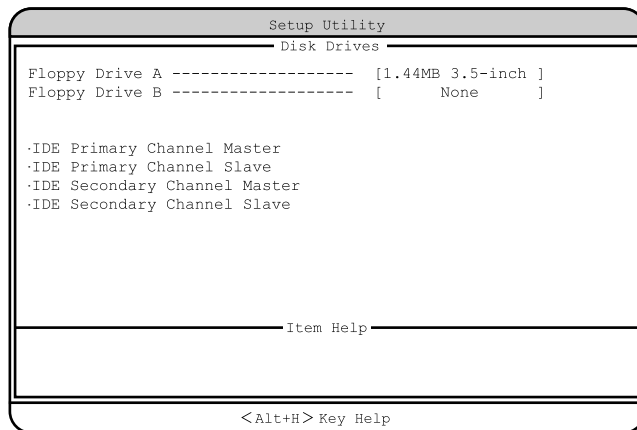 Setup Utility
Disk Drives
Floppy Drive A ------------------- [1.44MB 3.5-inch ]
Floppy Drive B ------------------- [ None ]
·IDE Primary Channel Master
·IDE Primary Channel Slave
·IDE Secondary Channel Master
·IDE Secondary Channel Slave
Item Help
<Alt+H> Key Help